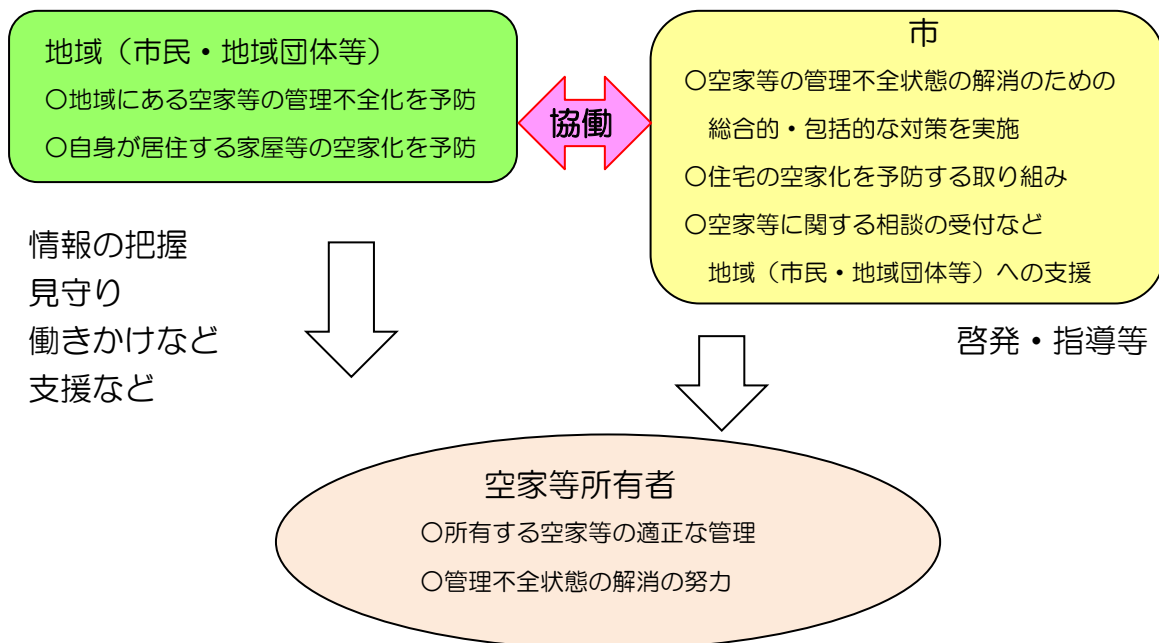 地域（市民・地域団体等）
〇地域にある空家等の管理不全化を予防
〇自身が居住する家屋等の空家化を予防
協働
市
〇空家等の管理不全状態の解消のための
総合的・包括的な対策を実施
〇住宅の空家化を予防する取り組み
〇空家等に関する相談の受付など
地域（市民・地域団体等）への支援
情報の把握
見守り
働きかけなど
支援など
啓発・指導等
空家等所有者
〇所有する空家等の適正な管理
〇管理不全状態の解消の努力